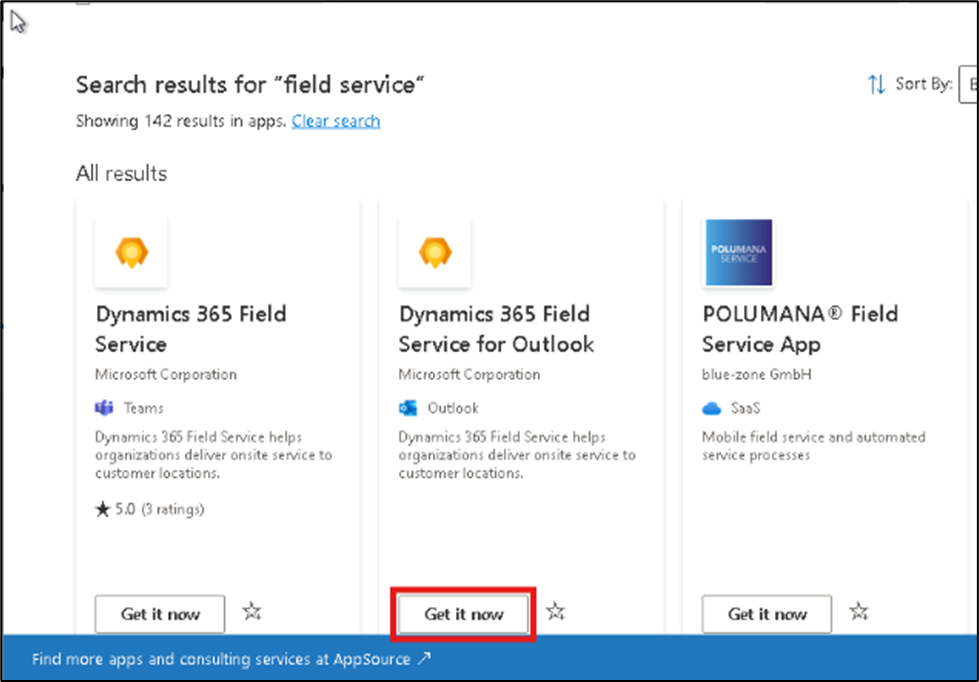 Search results for "field service"
Sort By:
Showing 142 results in apps. Clear search
All results
POLUMANA
SERVICE
Dynamics 365 Field
Service
Microsoft Corporation
Teams
Dynamics 365 Field Service helps
organizations deliver onsite service to
customer locations.
★ 5.0 (3 ratings)
Get it now
Dynamics 365 Field
Service for Outlook
Microsoft Corporation
Outlook
Dynamics 365 Field Service helps
organizations deliver onsite service to
customer locations.
Get it now
POLUMANA® Field
Service App
blue-zone GmbH
SaaS
Mobile field service and automated
service processes
Get it now
Find more apps and consulting services at AppSource